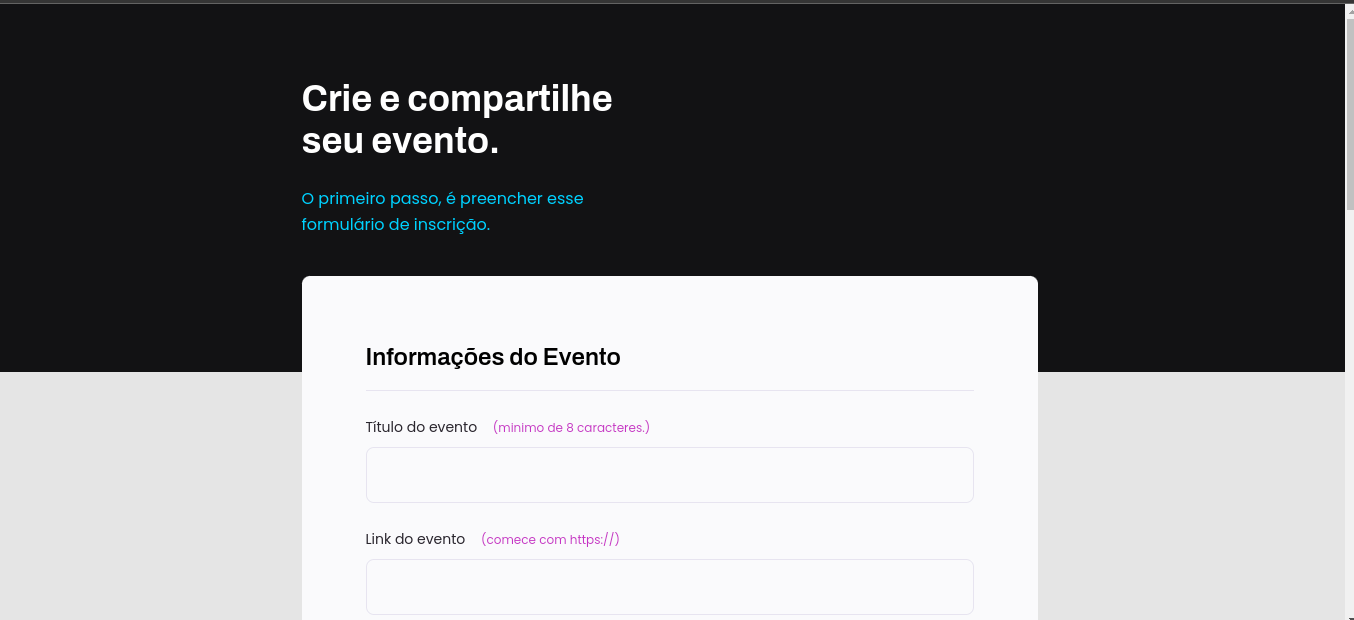 Crie e compartilhe
seu evento.
O primeiro passo, é preencher esse
formulário de inscrição.
Informações do Evento
Título do evento (minimo de 8 caracteres.)
Link do evento (comece com https://)